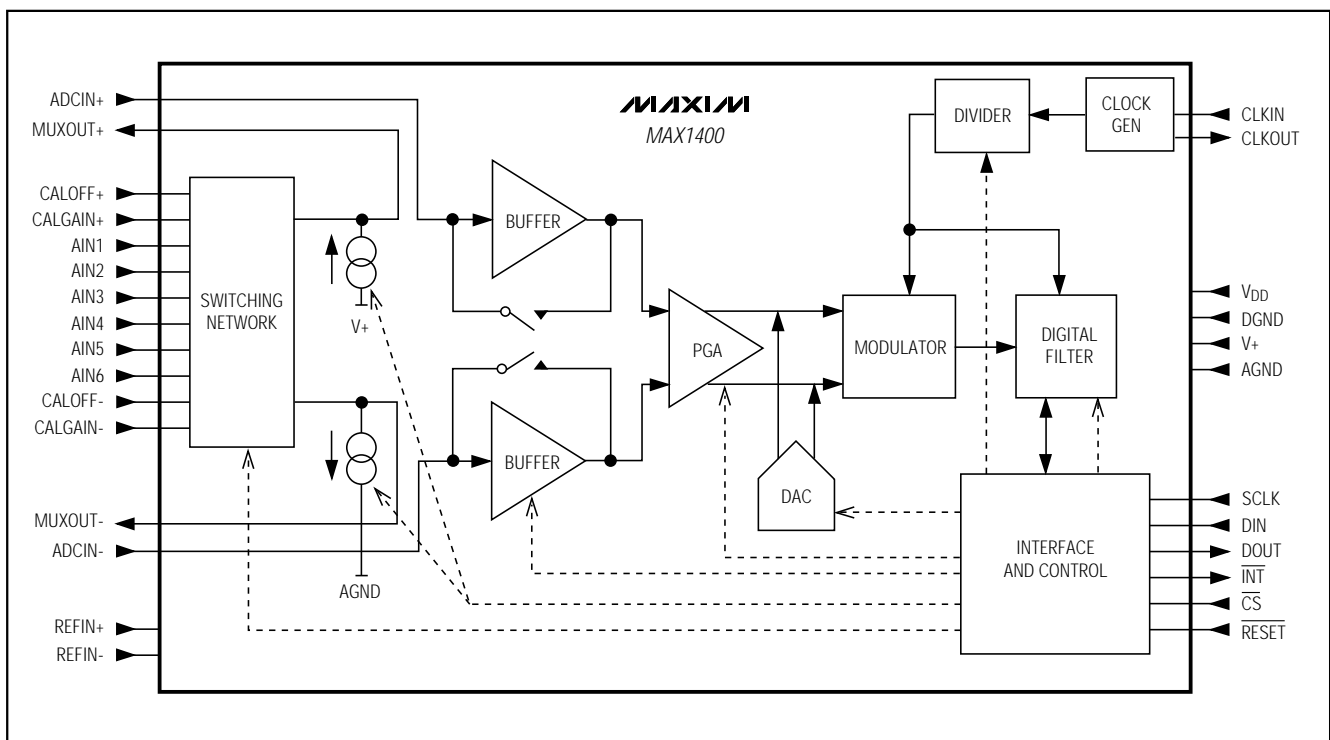 MAXIM
MAX1400
ADCIN+
MUXOUT+
CALOFF+
CALGAIN+
AIN1
AIN2
AIN3
AIN4
AIN5
AIN6
CALOFF-
CALGAIN-
MUXOUT-
ADCIN-
REFIN+
REFIN-
SWITCHING
NETWORK
V+
AGND
BUFFER
BUFFER
PGA
DAC
MODULATOR
DIVIDER
CLOCK
GEN
DIGITAL
FILTER
INTERFACE
AND CONTROL
CLKIN
CLKOUT
VDD
DGND
V+
AGND
SCLK
DIN
DOUT
INT
CS
RESET